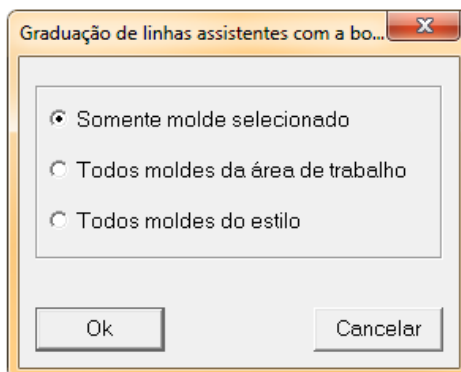 Graduação de linhas assistentes com a bo...
Somente molde selecionado
Todos moldes da área de trabalho
Todos moldes do estilo
Ok
Cancelar